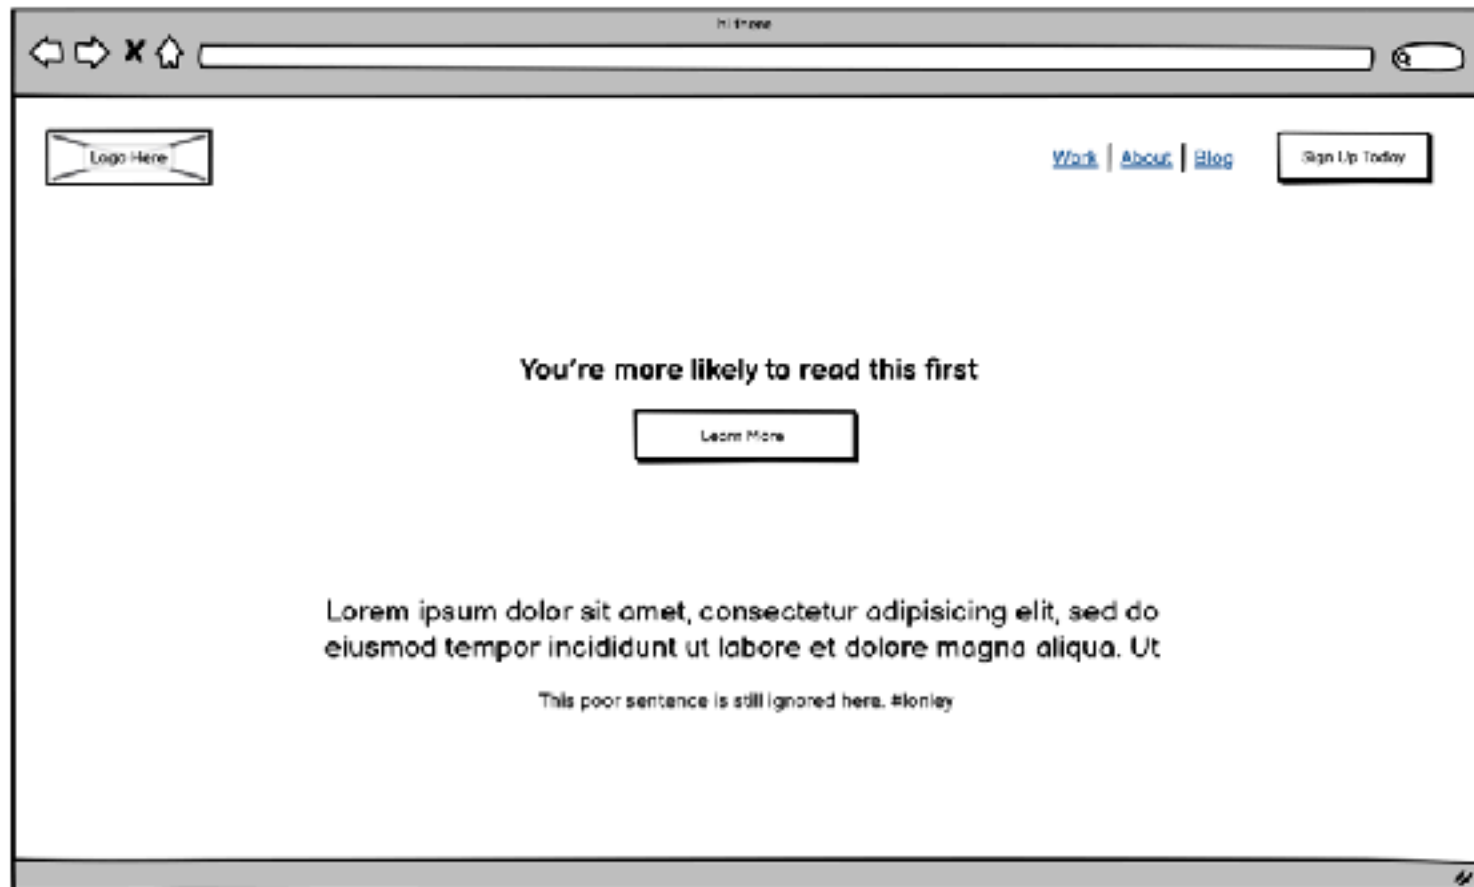 hi there
Logo Here
Work | About | Blog
Sign Up Today
You're more likely to read this first
Learn More
Lorem ipsum dolor sit amet, consectetur adipisicing elit, sed do
eiusmod tempor incididunt ut labore et dolore magna aliqua. Ut
This poor sentence is still ignored here. #lonley